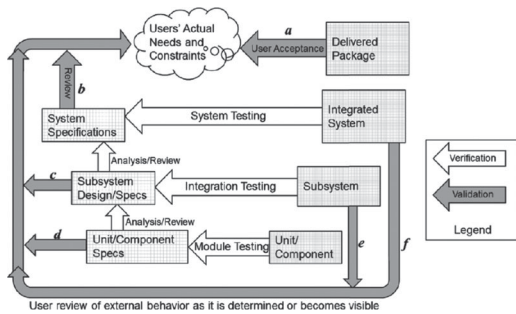 Users' Actual
Needs and
Constraints
a
User Acceptance
Delivered
Package
Review
b
System
Specifications
System Testing
Integrated
System
Analysis/Review
c
Subsystem
Design/Specs
Integration Testing
Subsystem
Analysis/Review
d
Unit/Component
Specs
Module Testing
Unit/
Component
e
f
Verification
Validation
Legend
User review of external behavior as it is determined or becomes visible